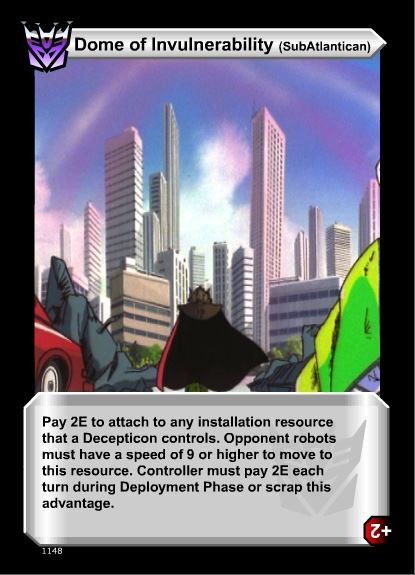 Dome of Invulnerability (SubAtlantican)
Pay 2E to attach to any installation resource
that a Decepticon controls. Opponent robots
must have a speed of 9 or higher to move to
this resource. Controller must pay 2E each
turn during Deployment Phase or scrap this
advantage.
2+
1148